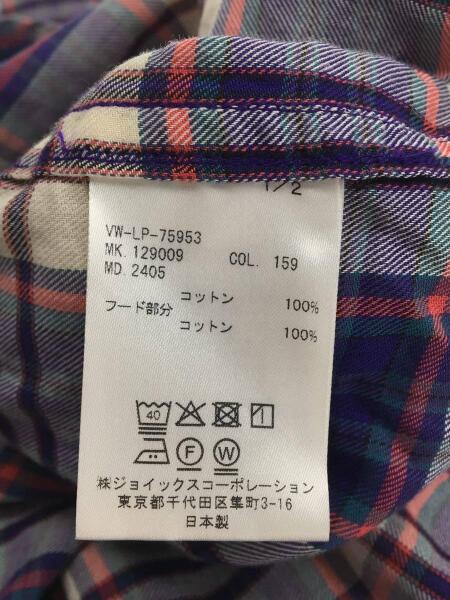 1/2
VW-LP-75953
MK. 129009 COL. 159
MD. 2405
コットン 100%
フード部分 コットン 100%
40
F W
株ジョイックスコーポレーション
東京都千代田区隼町3-16
日本製